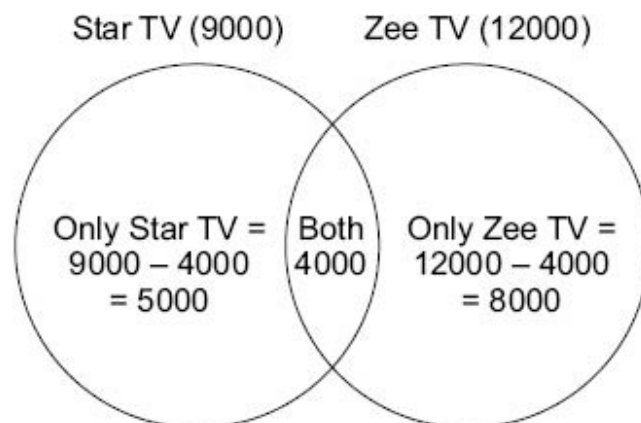 Star TV (9000)
Zee TV (12000)
Only Star TV =
9000 – 4000
= 5000
Both
4000
Only Zee TV =
12000 – 4000
= 8000